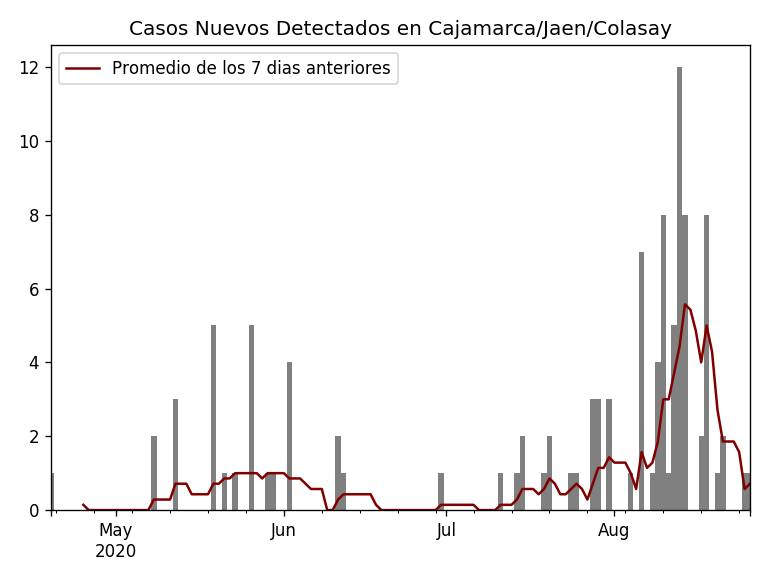 Casos Nuevos Detectados en Cajamarca/Jaen/Colasay
Promedio de los 7 dias anteriores
12
10
8
6
4
2
0
May Jun Jul Aug
2020